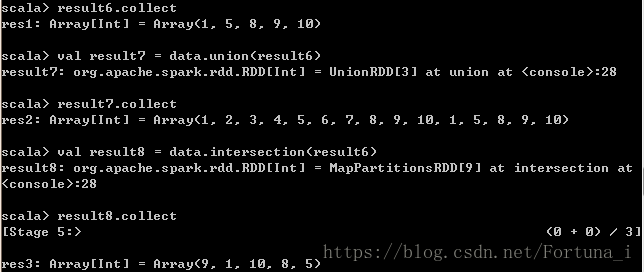 scala> result6.collect
res1: Array[Int] = Array(1, 5, 8, 9, 10)
scala> val result7 = data.union(result6)
result7: org.apache.spark.rdd.RDD[Int] = UnionRDD[3] at union at <console>:28
scala> result7.collect
res2: Array[Int] = Array(1, 2, 3, 4, 5, 6, 7, 8, 9, 10, 1, 5, 8, 9, 10)
scala> val result8 = data.intersection(result6)
result8: org.apache.spark.rdd.RDD[Int] = MapPartitionsRDD[9] at intersection at
<console>:28
scala> result8.collect
[Stage 5:> (0 + 0) / 3]
https://blog.csdn.net/Fortuna_i
res3: Array[Int] = Array(9, 1, 10, 8, 5)